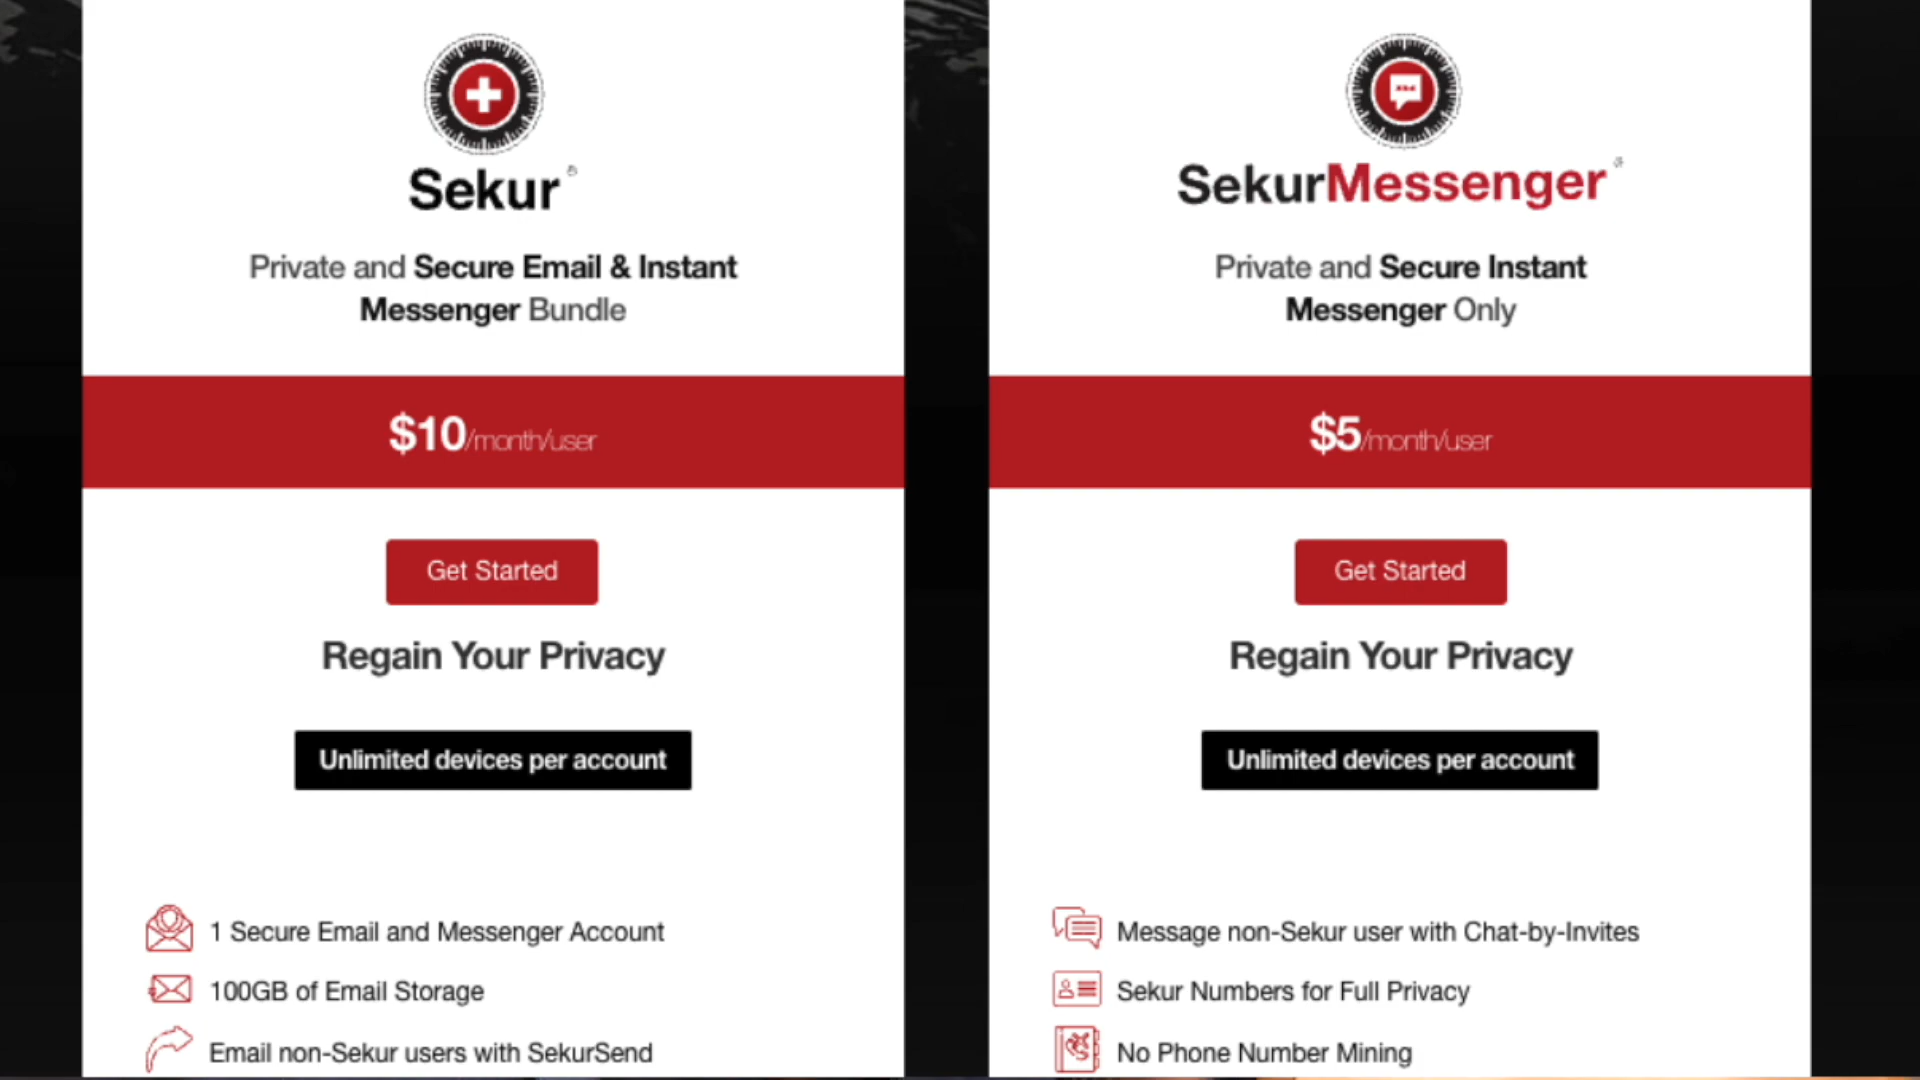 Sekur
Private and Secure Email & Instant
Messenger Bundle
$10/month/user
Get Started
Regain Your Privacy
Unlimited devices per account
1 Secure Email and Messenger Account
100GB of Email Storage
Email non-Sekur users with SekurSend
SekurMessenger
Private and Secure Instant
Messenger Only
$5/month/user
Get Started
Regain Your Privacy
Unlimited devices per account
Message non-Sekur user with Chat-by-Invites
Sekur Numbers for Full Privacy
No Phone Number Mining